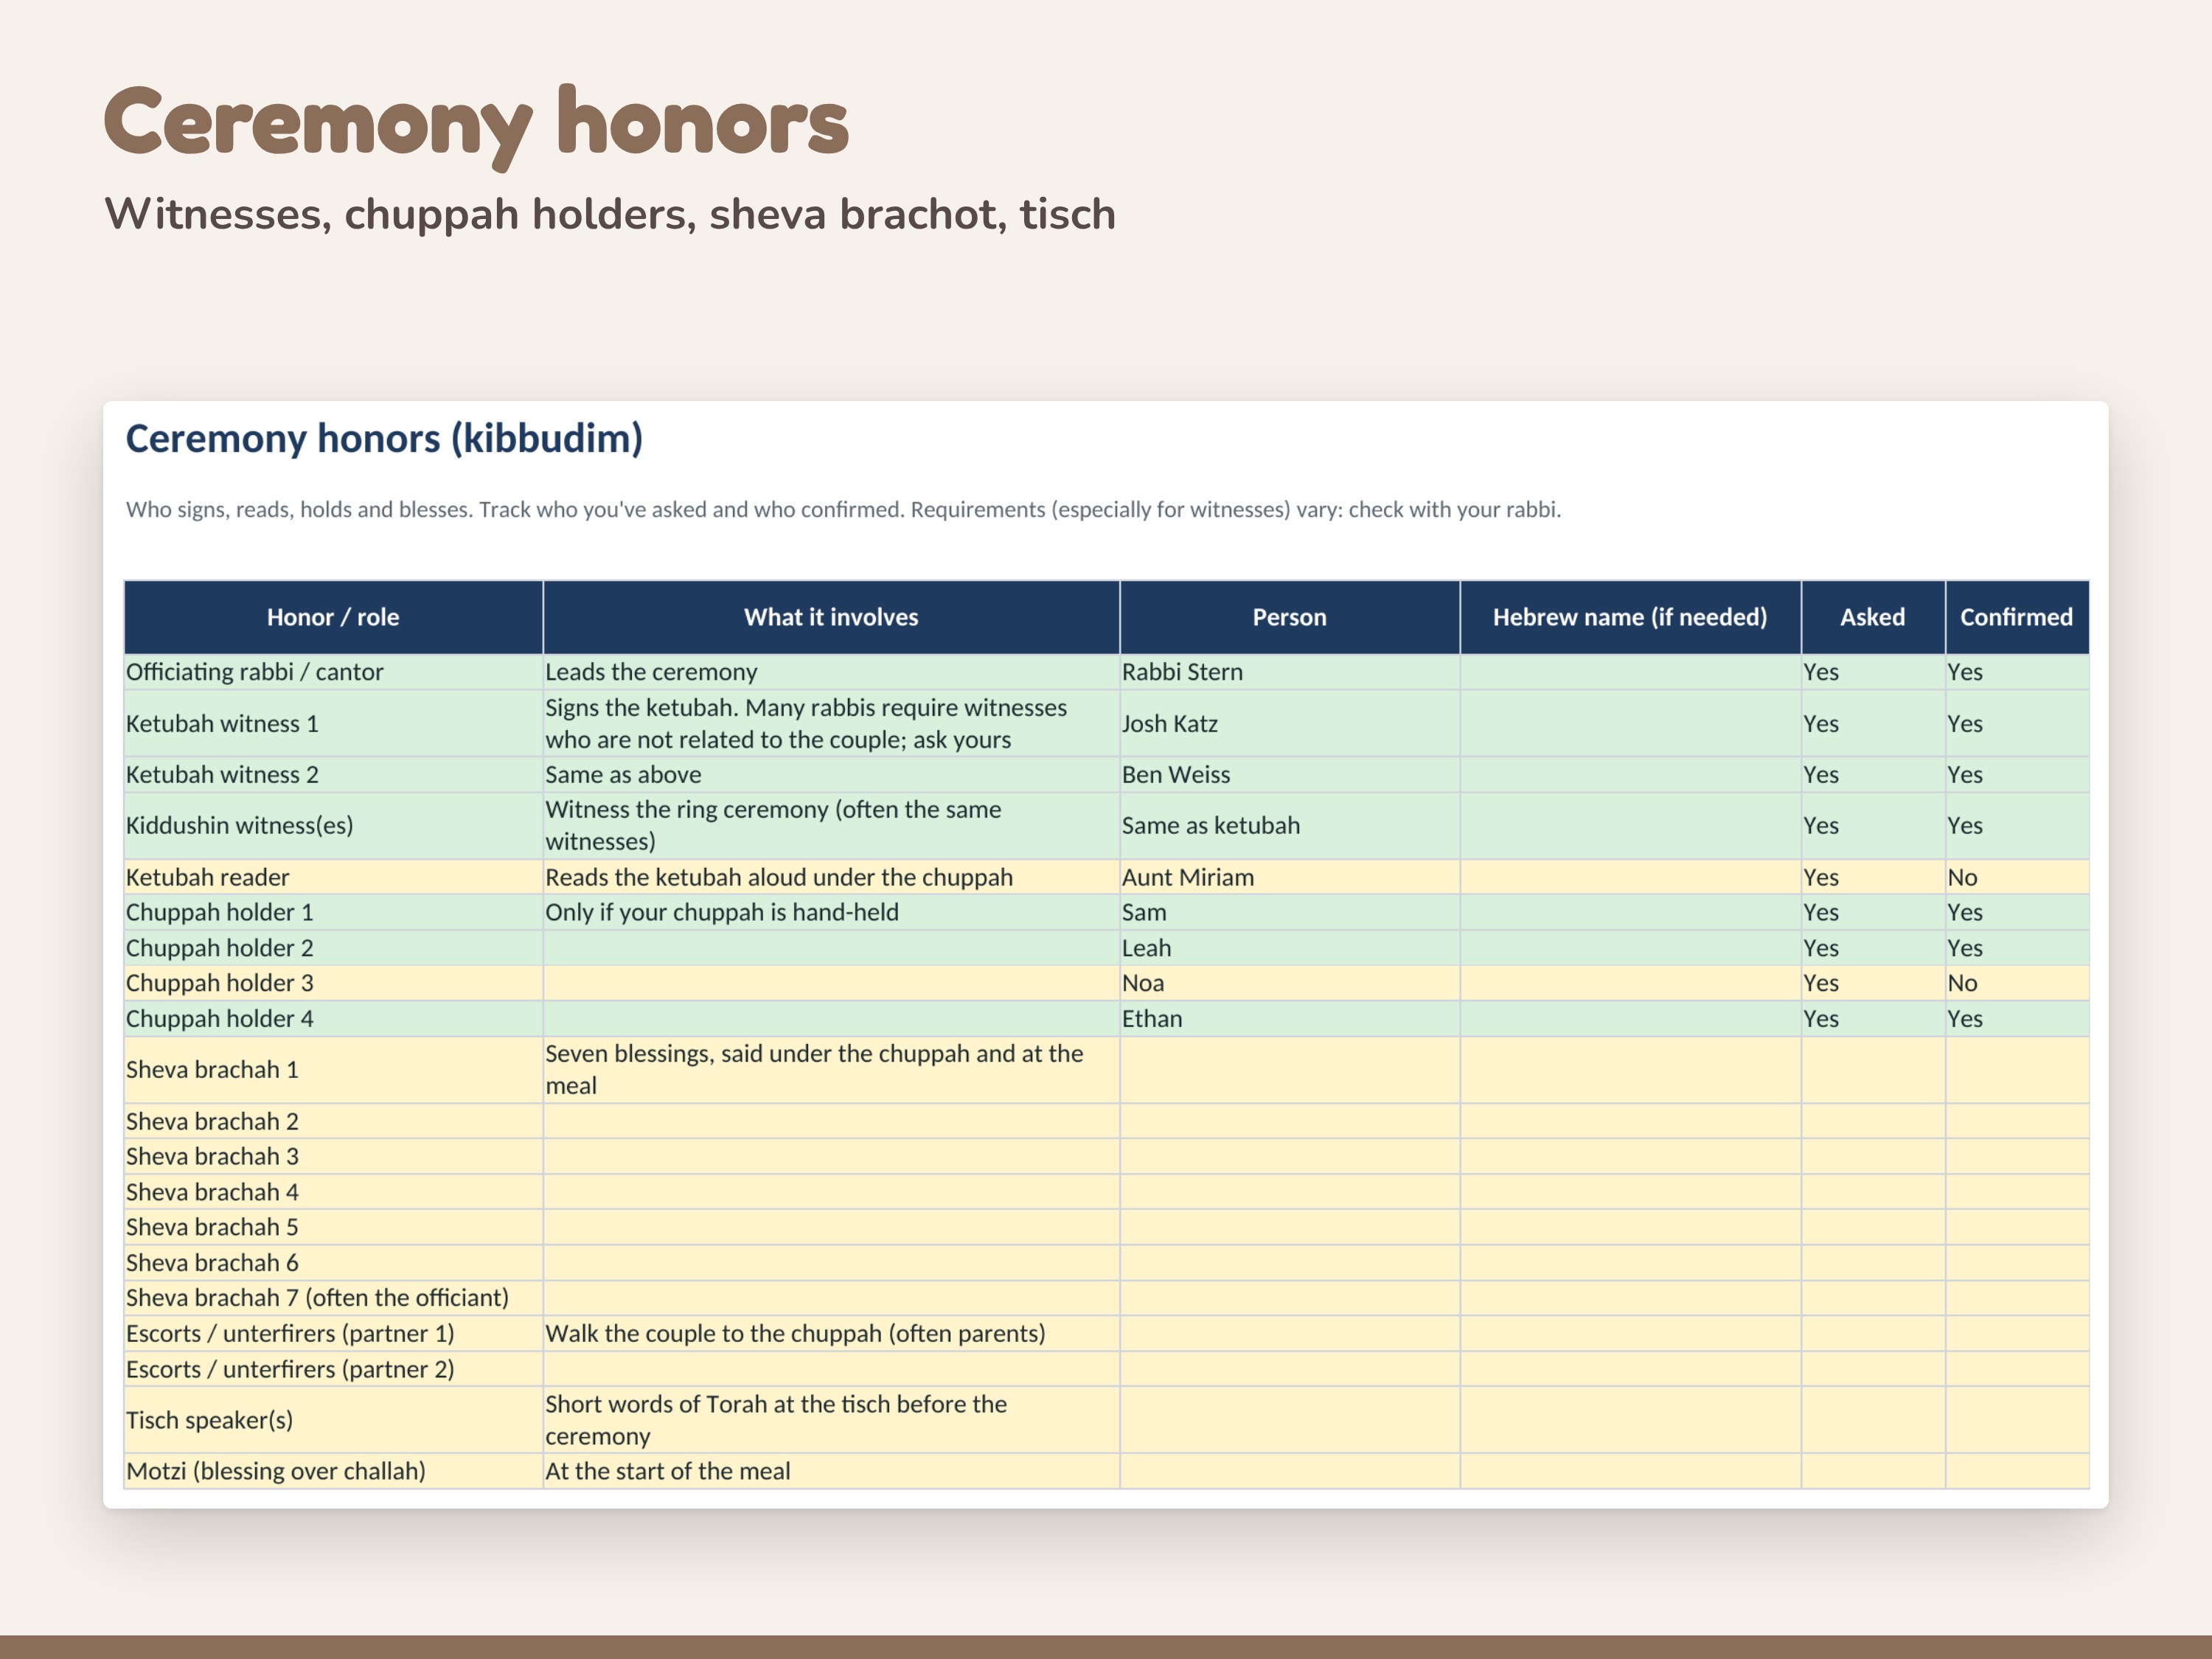 Ceremony honors
Witnesses, chuppah holders, sheva brachot, tisch
Ceremony honors (kibbudim)
Who signs, reads, holds and blesses. Track who you've asked and who confirmed. Requirements (especially for witnesses) vary: check with your rabbi.
Honor / role What it involves Person Hebrew name (if needed) Asked Confirmed
Officiating rabbi / cantor Leads the ceremony Rabbi Stern Yes Yes
Ketubah witness 1 Signs the ketubah. Many rabbis require witnesses
who are not related to the couple; ask yours Josh Katz Yes Yes
Ketubah witness 2 Same as above Ben Weiss Yes Yes
Kiddushin witness(es) Witness the ring ceremony (often the same
witnesses) Same as ketubah Yes Yes
Ketubah reader Reads the ketubah aloud under the chuppah Aunt Miriam Yes No
Chuppah holder 1 Only if your chuppah is hand-held Sam Yes Yes
Chuppah holder 2 Leah Yes Yes
Chuppah holder 3 Noa Yes No
Chuppah holder 4 Ethan Yes Yes
Sheva brachah 1 Seven blessings, said under the chuppah and at the
meal
Sheva brachah 2
Sheva brachah 3
Sheva brachah 4
Sheva brachah 5
Sheva brachah 6
Sheva brachah 7 (often the officiant)
Escorts / unterfirers (partner 1) Walk the couple to the chuppah (often parents)
Escorts / unterfirers (partner 2)
Tisch speaker(s) Short words of Torah at the tisch before the
ceremony
Motzi (blessing over challah) At the start of the meal